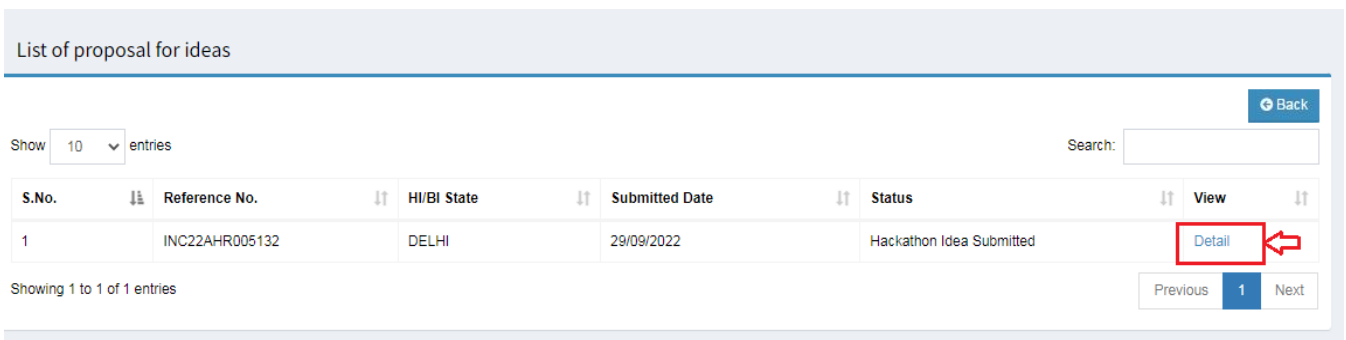 List of proposal for ideas
Back
Show 10 entries Search:
S.No. Reference No. HI/BI State Submitted Date Status View
1 INC22AHR005132 DELHI 29/09/2022 Hackathon Idea Submitted Detail
Showing 1 to 1 of 1 entries
Previous 1 Next